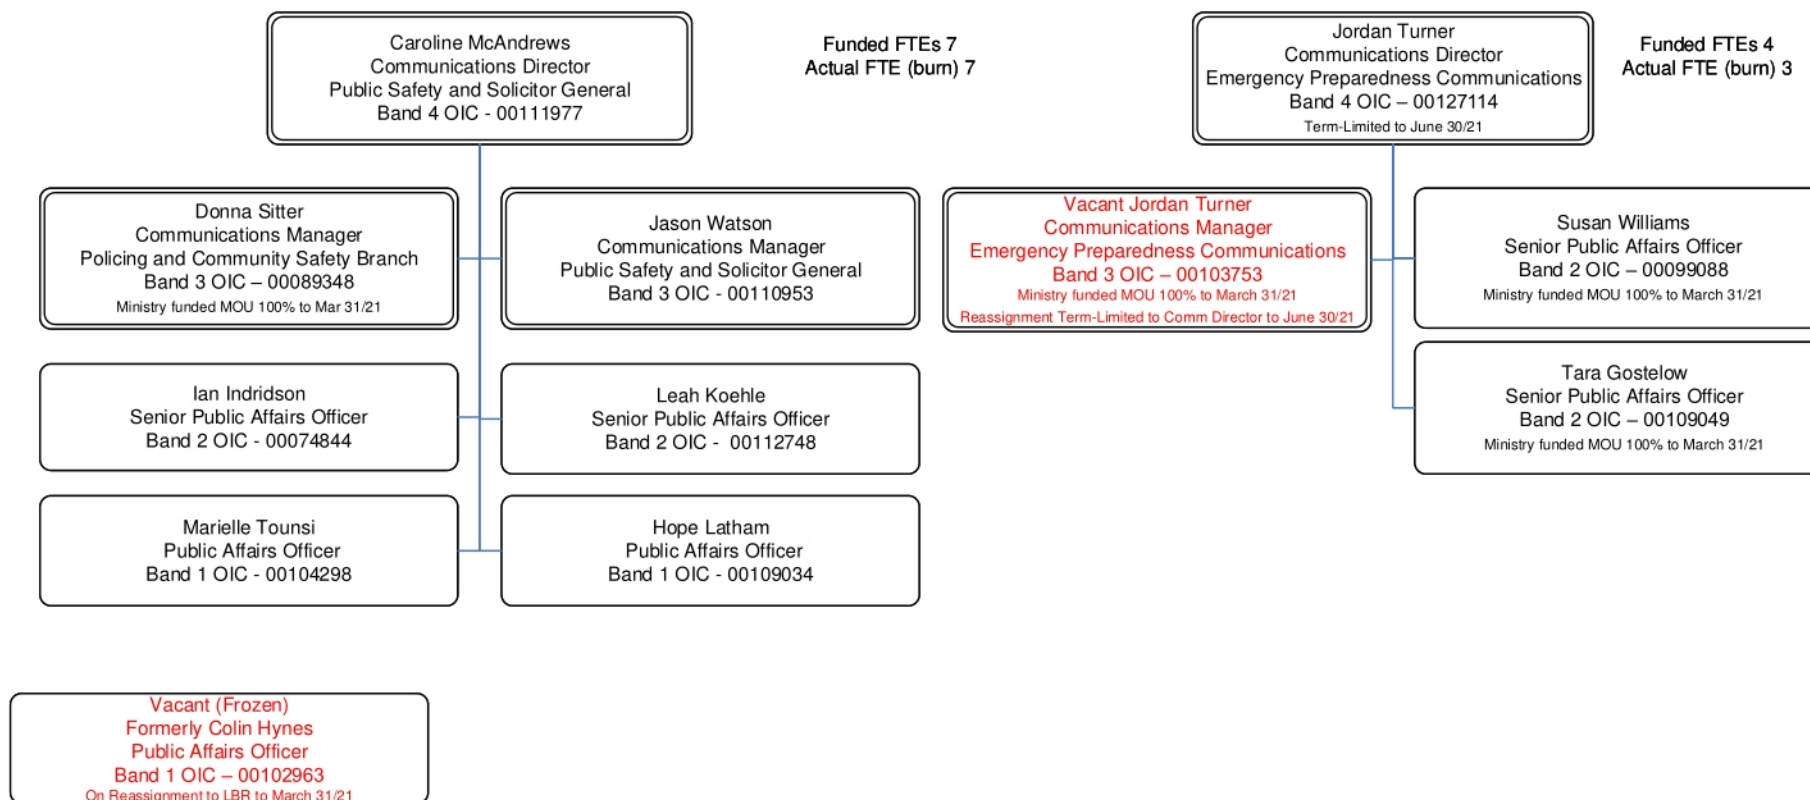 Caroline McAndrews
Communications Director
Public Safety and Solicitor General
Band 4 OIC - 00111977
Funded FTEs 7
Actual FTE (burn) 7
Jordan Turner
Communications Director
Emergency Preparedness Communications
Band 4 OIC – 00127114
Term-Limited to June 30/21
Funded FTEs 4
Actual FTE (burn) 3
Donna Sitter
Communications Manager
Policing and Community Safety Branch
Band 3 OIC – 00089348
Ministry funded MOU 100% to Mar 31/21
Jason Watson
Communications Manager
Public Safety and Solicitor General
Band 3 OIC - 00110953
Vacant Jordan Turner
Communications Manager
Emergency Preparedness Communications
Band 3 OIC – 00103753
Ministry funded MOU 100% to March 31/21
Reassignment Term-Limited to Comm Director to June 30/21
Susan Williams
Senior Public Affairs Officer
Band 2 OIC – 00099088
Ministry funded MOU 100% to March 31/21
Ian Indridson
Senior Public Affairs Officer
Band 2 OIC - 00074844
Leah Koehle
Senior Public Affairs Officer
Band 2 OIC -  00112748
Tara Gostelow
Senior Public Affairs Officer
Band 2 OIC – 00109049
Ministry funded MOU 100% to March 31/21
Marielle Tounsi
Public Affairs Officer
Band 1 OIC - 00104298
Hope Latham
Public Affairs Officer
Band 1 OIC - 00109034
Vacant (Frozen)
Formerly Colin Hynes
Public Affairs Officer
Band 1 OIC – 00102963
On Reassignment to LBR to March 31/21